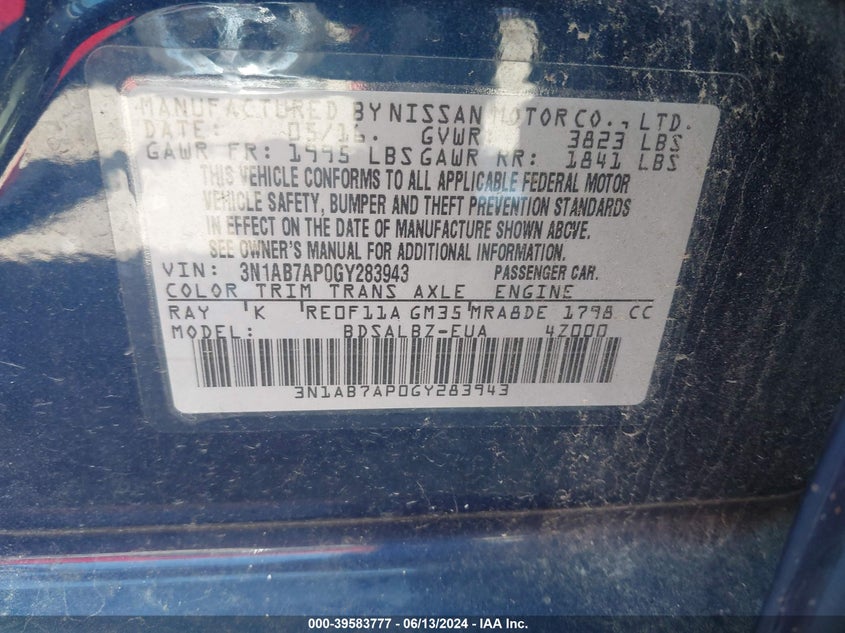 MANUFACTURED BY NISSAN MOTOR CO., LTD.
DATE: 05/16. GVWR 3823 LBS
GAWR FR: 1995 LBS GAWR RR: 1841 LBS
THIS VEHICLE CONFORMS TO ALL APPLICABLE FEDERAL MOTOR
VEHICLE SAFETY, BUMPER AND THEFT PREVENTION STANDARDS
IN EFFECT ON THE DATE OF MANUFACTURE SHOWN ABOVE.
SEE OWNER'S MANUAL FOR ADDITIONAL INFORMATION.
VIN: 3N1AB7AP0GY283943 PASSENGER CAR.
COLOR TRIM TRANS AXLE ENGINE
RAY K RE0F11A GM35 MRA8DE 1798 CC
MODEL: BDSALBZ-EUA 4Z000
3N1AB7AP0GY283943
000-39583777 - 06/13/2024 - IAA Inc.